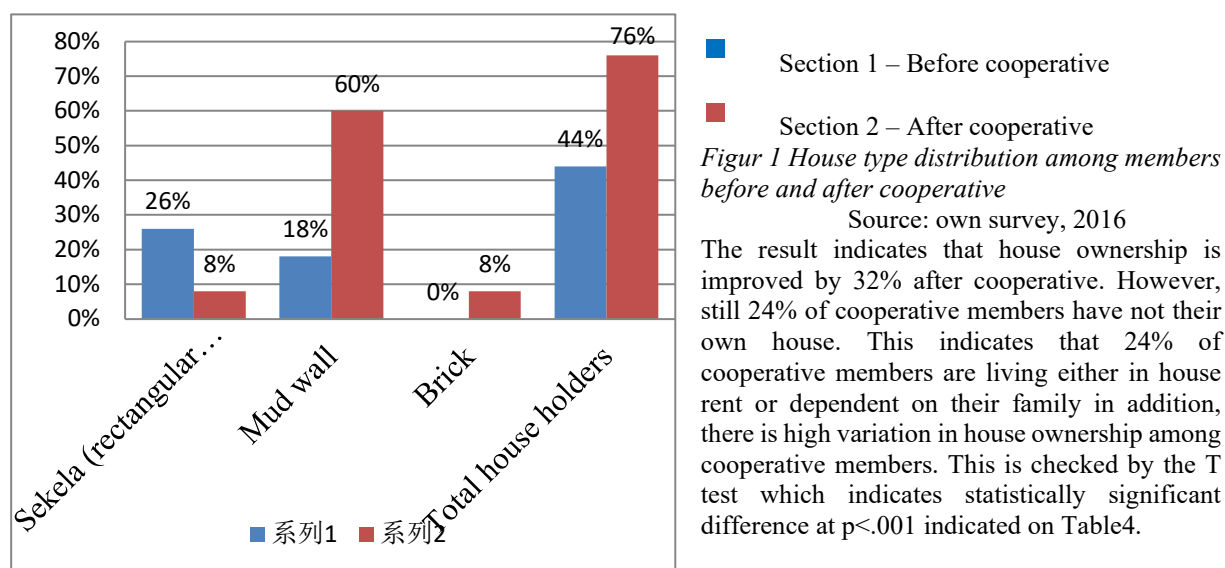 80%
70%
60%
50%
40%
30%
20%
10%
0%
26%
8%
18%
60%
0%
8%
44%
76%
Sekela (rectangular…
Mud wall
Brick
Total house holders
系列1 系列2
Section 1 – Before cooperative
Section 2 – After cooperative
Figur 1 House type distribution among members
before and after cooperative
Source: own survey, 2016
The result indicates that house ownership is
improved by 32% after cooperative. However,
still 24% of cooperative members have not their
own house. This indicates that 24% of
cooperative members are living either in house
rent or dependent on their family in addition,
there is high variation in house ownership among
cooperative members. This is checked by the T
test which indicates statistically significant
difference at p<.001 indicated on Table4.